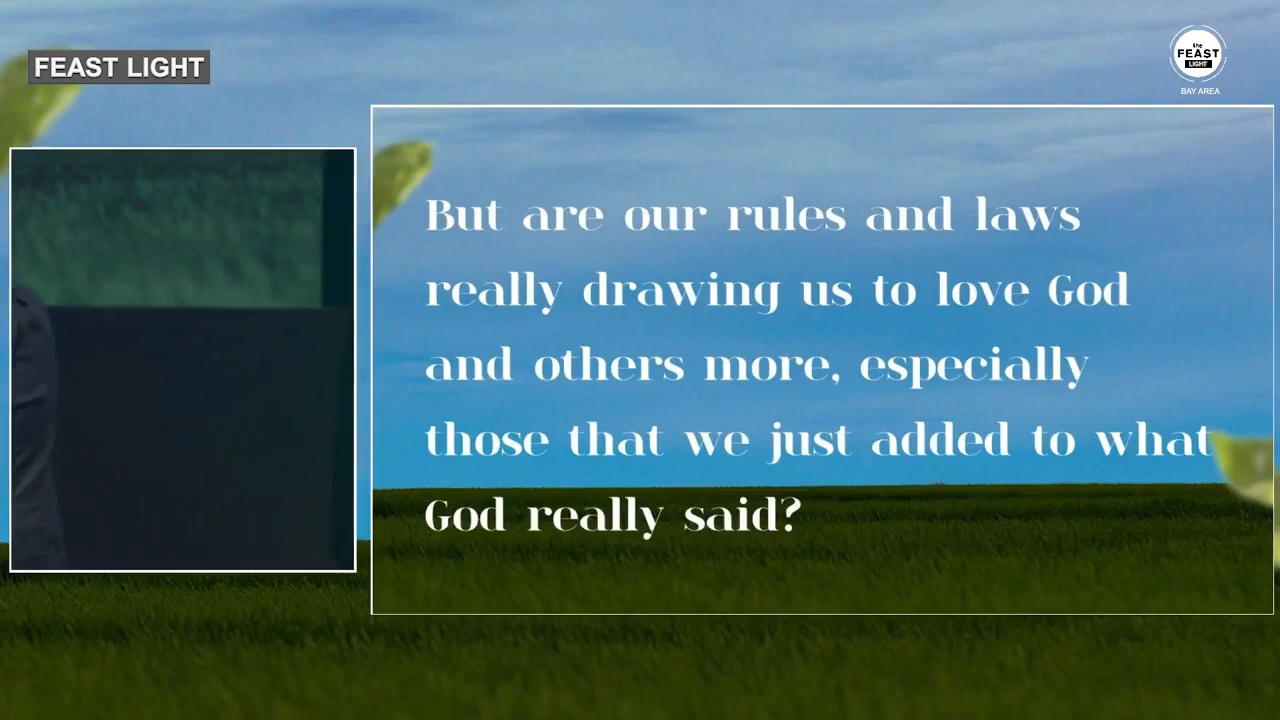 FEAST LIGHT
the
FEAST
LIGHT
BAY AREA
But are our rules and laws
really drawing us to love God
and others more, especially
those that we just added to what
God really said?